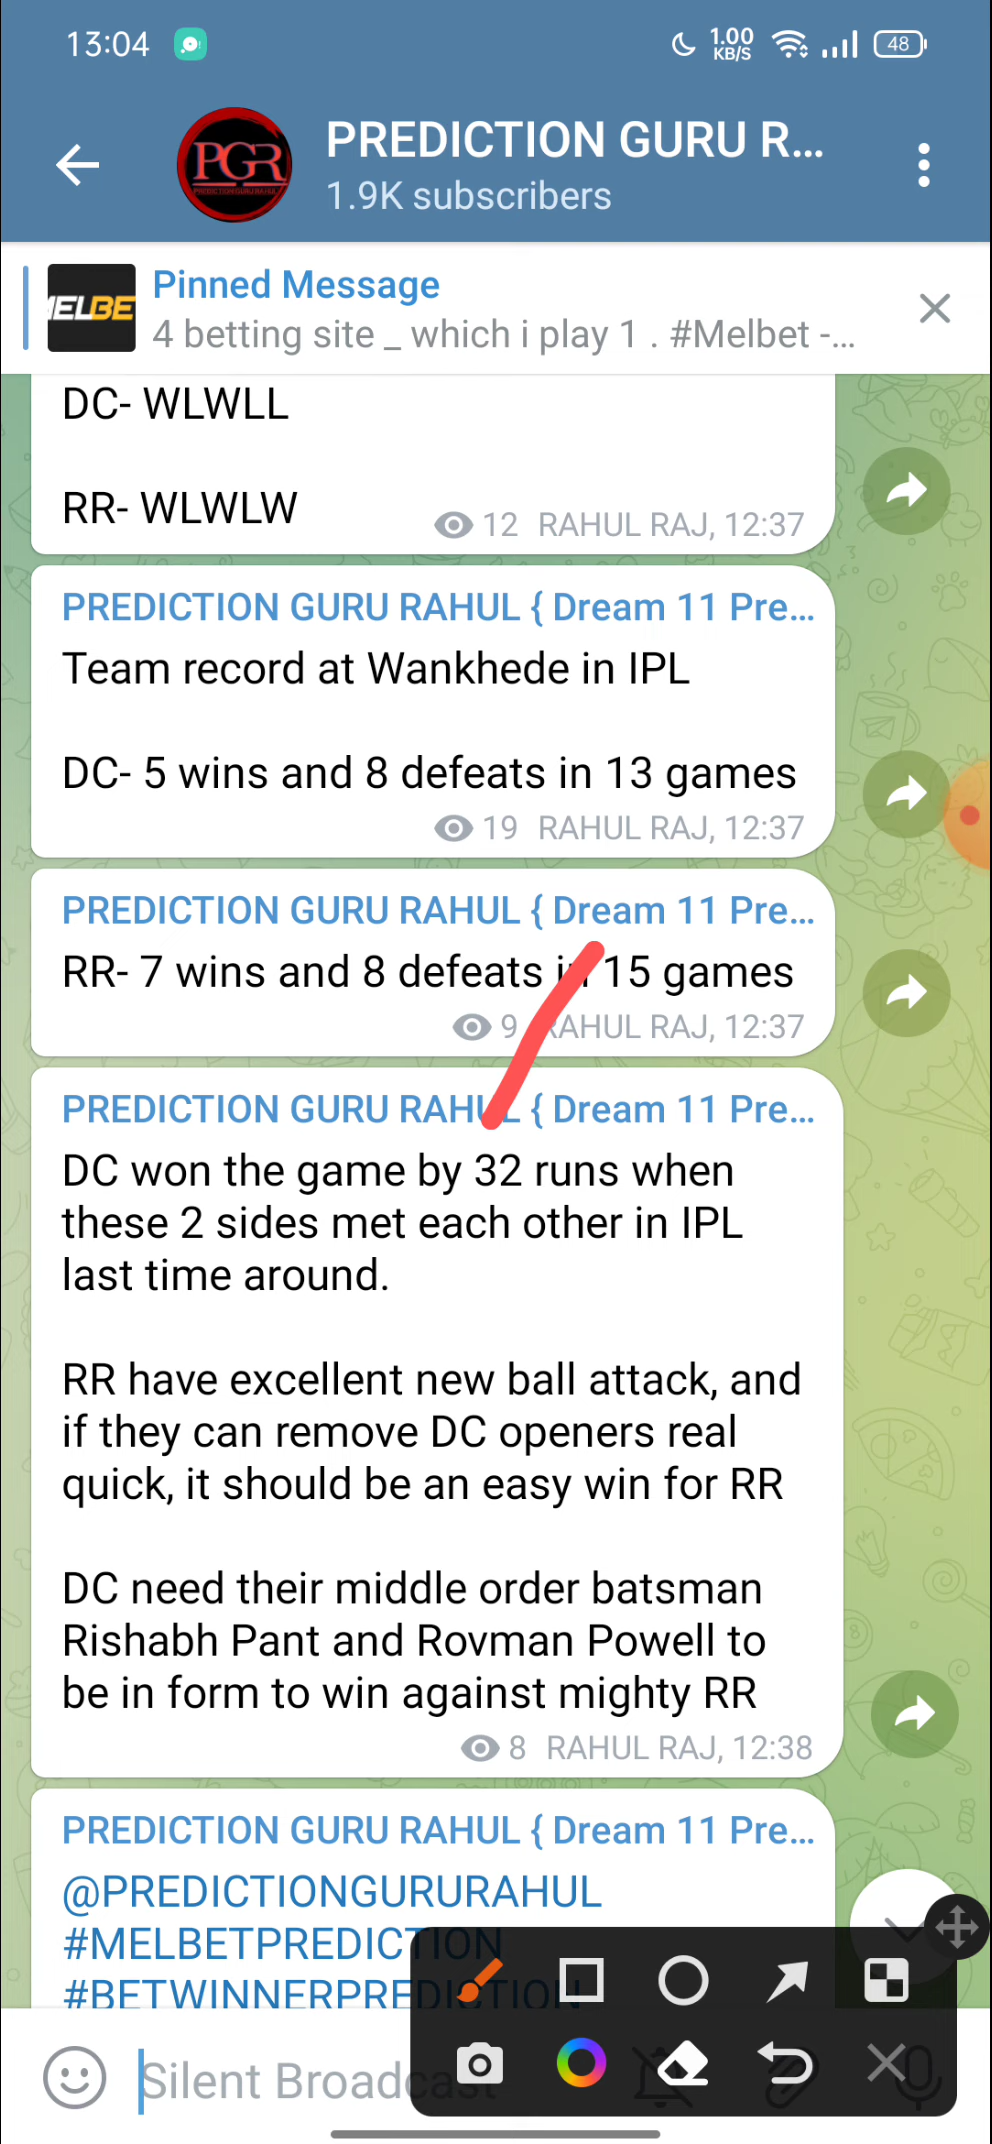 13:04
1.00
KB/S
48
PGR
PREDICTION GURU RAHUL
PREDICTION GURU R...
1.9K subscribers
MELBE
Pinned Message
4 betting site _ which i play 1 . #Melbet -...
DC- WLWLL
RR- WLWLW
12 RAHUL RAJ, 12:37
PREDICTION GURU RAHUL { Dream 11 Pre...
Team record at Wankhede in IPL
DC- 5 wins and 8 defeats in 13 games
19 RAHUL RAJ, 12:37
PREDICTION GURU RAHUL { Dream 11 Pre...
RR- 7 wins and 8 defeats in 15 games
9 RAHUL RAJ, 12:37
PREDICTION GURU RAHUL { Dream 11 Pre...
DC won the game by 32 runs when
these 2 sides met each other in IPL
last time around.
RR have excellent new ball attack, and
if they can remove DC openers real
quick, it should be an easy win for RR
DC need their middle order batsman
Rishabh Pant and Rovman Powell to
be in form to win against mighty RR
8 RAHUL RAJ, 12:38
PREDICTION GURU RAHUL { Dream 11 Pre...
@PREDICTIONGURURAHUL
#MELBETPREDICTION
#BETWINNERPREDICTION
Silent Broadcast